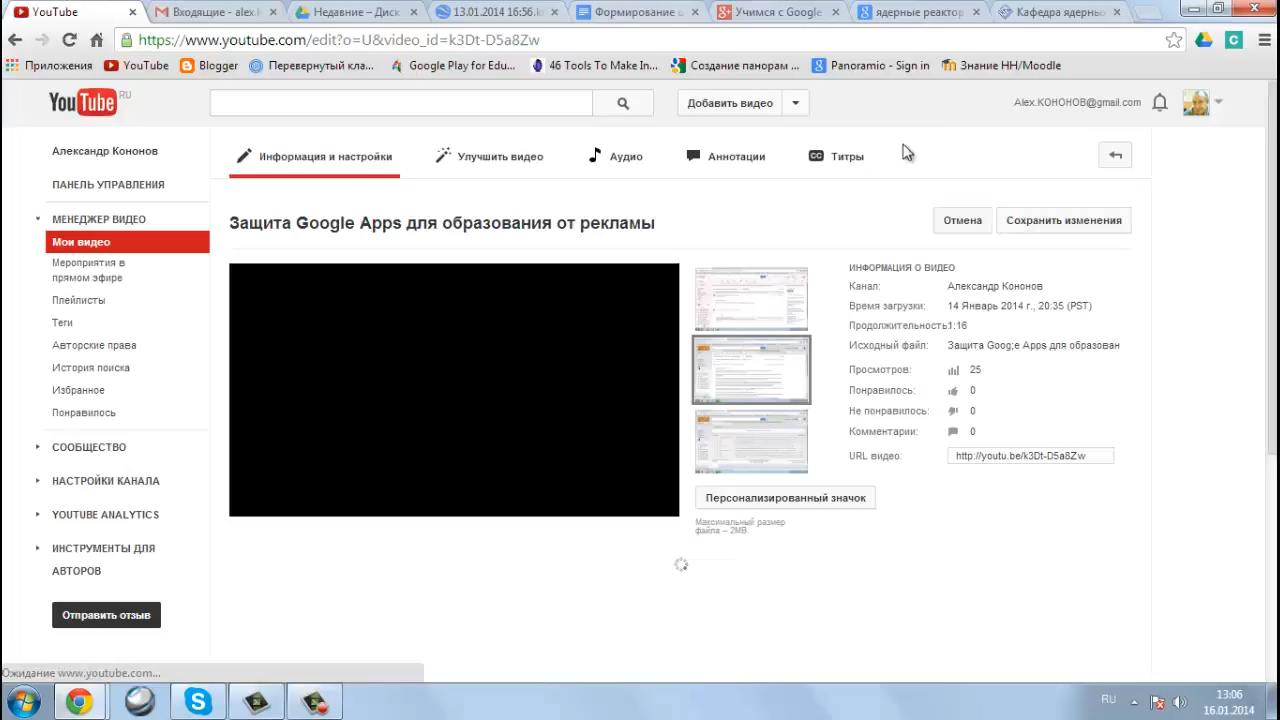 YouTube
Входящие - alex.k
Недавние – Диск
13.01.2014 16:56.k
Формирование ц
Учимся с Google
ядерные реактор
Кафедра ядерны
https://www.youtube.com/edit?o=U&video_id=k3Dt-D5a8Zw
Приложения
YouTube
Blogger
Перевернутый кла...
Google Play for Edu...
46 Tools To Make In...
Создание панорам ...
Panoramio - Sign in
Знание НН/Moodle
YouTube RU
Добавить видео
Alex.KOHOHOB@gmail.com
Александр Кононов
ПАНЕЛЬ УПРАВЛЕНИЯ
МЕНЕДЖЕР ВИДЕО
Мои видео
Мероприятия в
прямом эфире
Плейлисты
Теги
Авторские права
История поиска
Избранное
Понравилось
СООБЩЕСТВО
НАСТРОЙКИ КАНАЛА
YOUTUBE ANALYTICS
ИНСТРУМЕНТЫ ДЛЯ
АВТОРОВ
Отправить отзыв
Информация и настройки
Улучшить видео
Аудио
Аннотации
CC Титры
Защита Google Apps для образования от рекламы
Отмена
Сохранить изменения
ИНФОРМАЦИЯ О ВИДЕО
Канал: Александр Кононов
Время загрузки: 14 Январь 2014 г., 20:35 (PST)
Продолжительность: 1:16
Исходный файл: Защита Goog;e Apps для образован
Просмотров: 25
Понравилось: 0
Не понравилось: 0
Комментарии: 0
URL видео: http://youtu.be/k3Dt-D5a8Zw
Персонализированный значок
Максимальный размер
файла – 2MB.
Ожидание www.youtube.com...
RU
13:06
16.01.2014